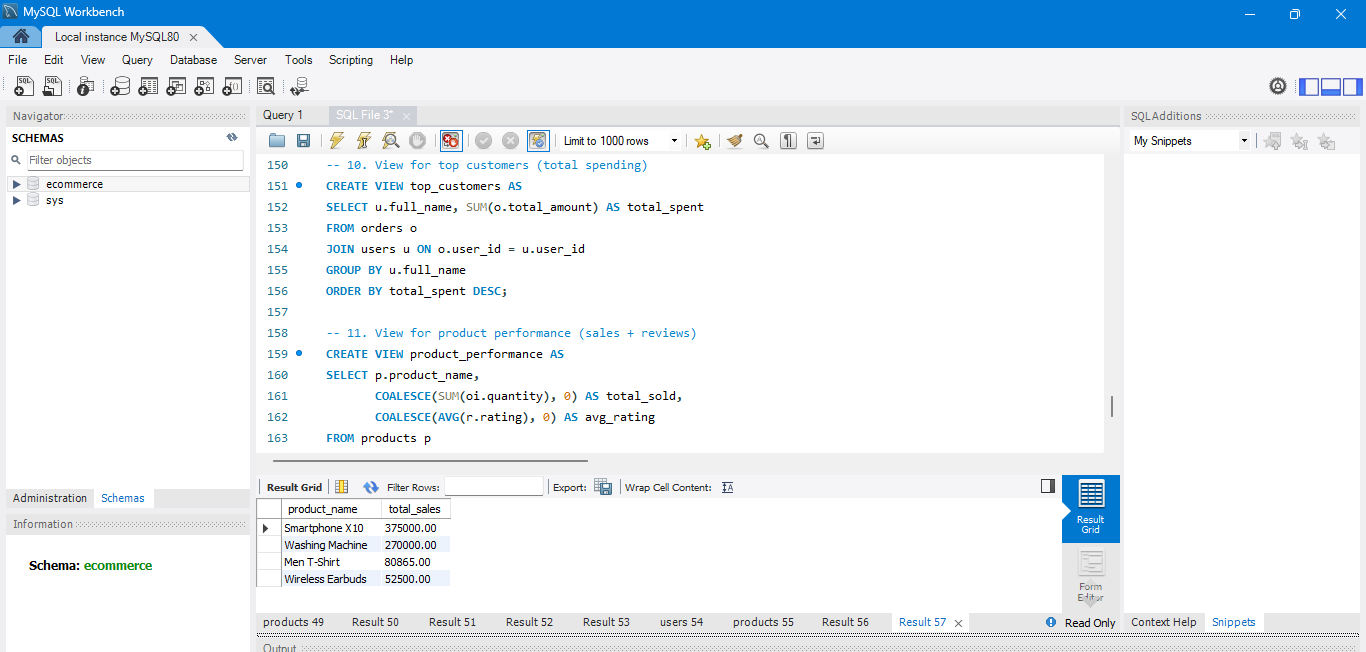 MySQL Workbench
Local instance MySQL80
File Edit View Query Database Server Tools Scripting Help
Navigator
SCHEMAS
Filter objects
ecommerce
sys
Administration Schemas
Information
Schema: ecommerce
Query 1 SQL File 3*
Limit to 1000 rows
150 -- 10. View for top customers (total spending)
151 CREATE VIEW top_customers AS
152 SELECT u.full_name, SUM(o.total_amount) AS total_spent
153 FROM orders o
154 JOIN users u ON o.user_id = u.user_id
155 GROUP BY u.full_name
156 ORDER BY total_spent DESC;
157
158 -- 11. View for product performance (sales + reviews)
159 CREATE VIEW product_performance AS
160 SELECT p.product_name,
161 COALESCE(SUM(oi.quantity), 0) AS total_sold,
162 COALESCE(AVG(r.rating), 0) AS avg_rating
163 FROM products p
Result Grid Filter Rows: Export: Wrap Cell Content:
product_name total_sales
Smartphone X10 375000.00
Washing Machine 270000.00
Men T-Shirt 80865.00
Wireless Earbuds 52500.00
Result
Grid
Form
Editor
products 49 Result 50 Result 51 Result 52 Result 53 users 54 products 55 Result 56 Result 57 Read Only
Output
SQLAdditions
My Snippets
Context Help Snippets